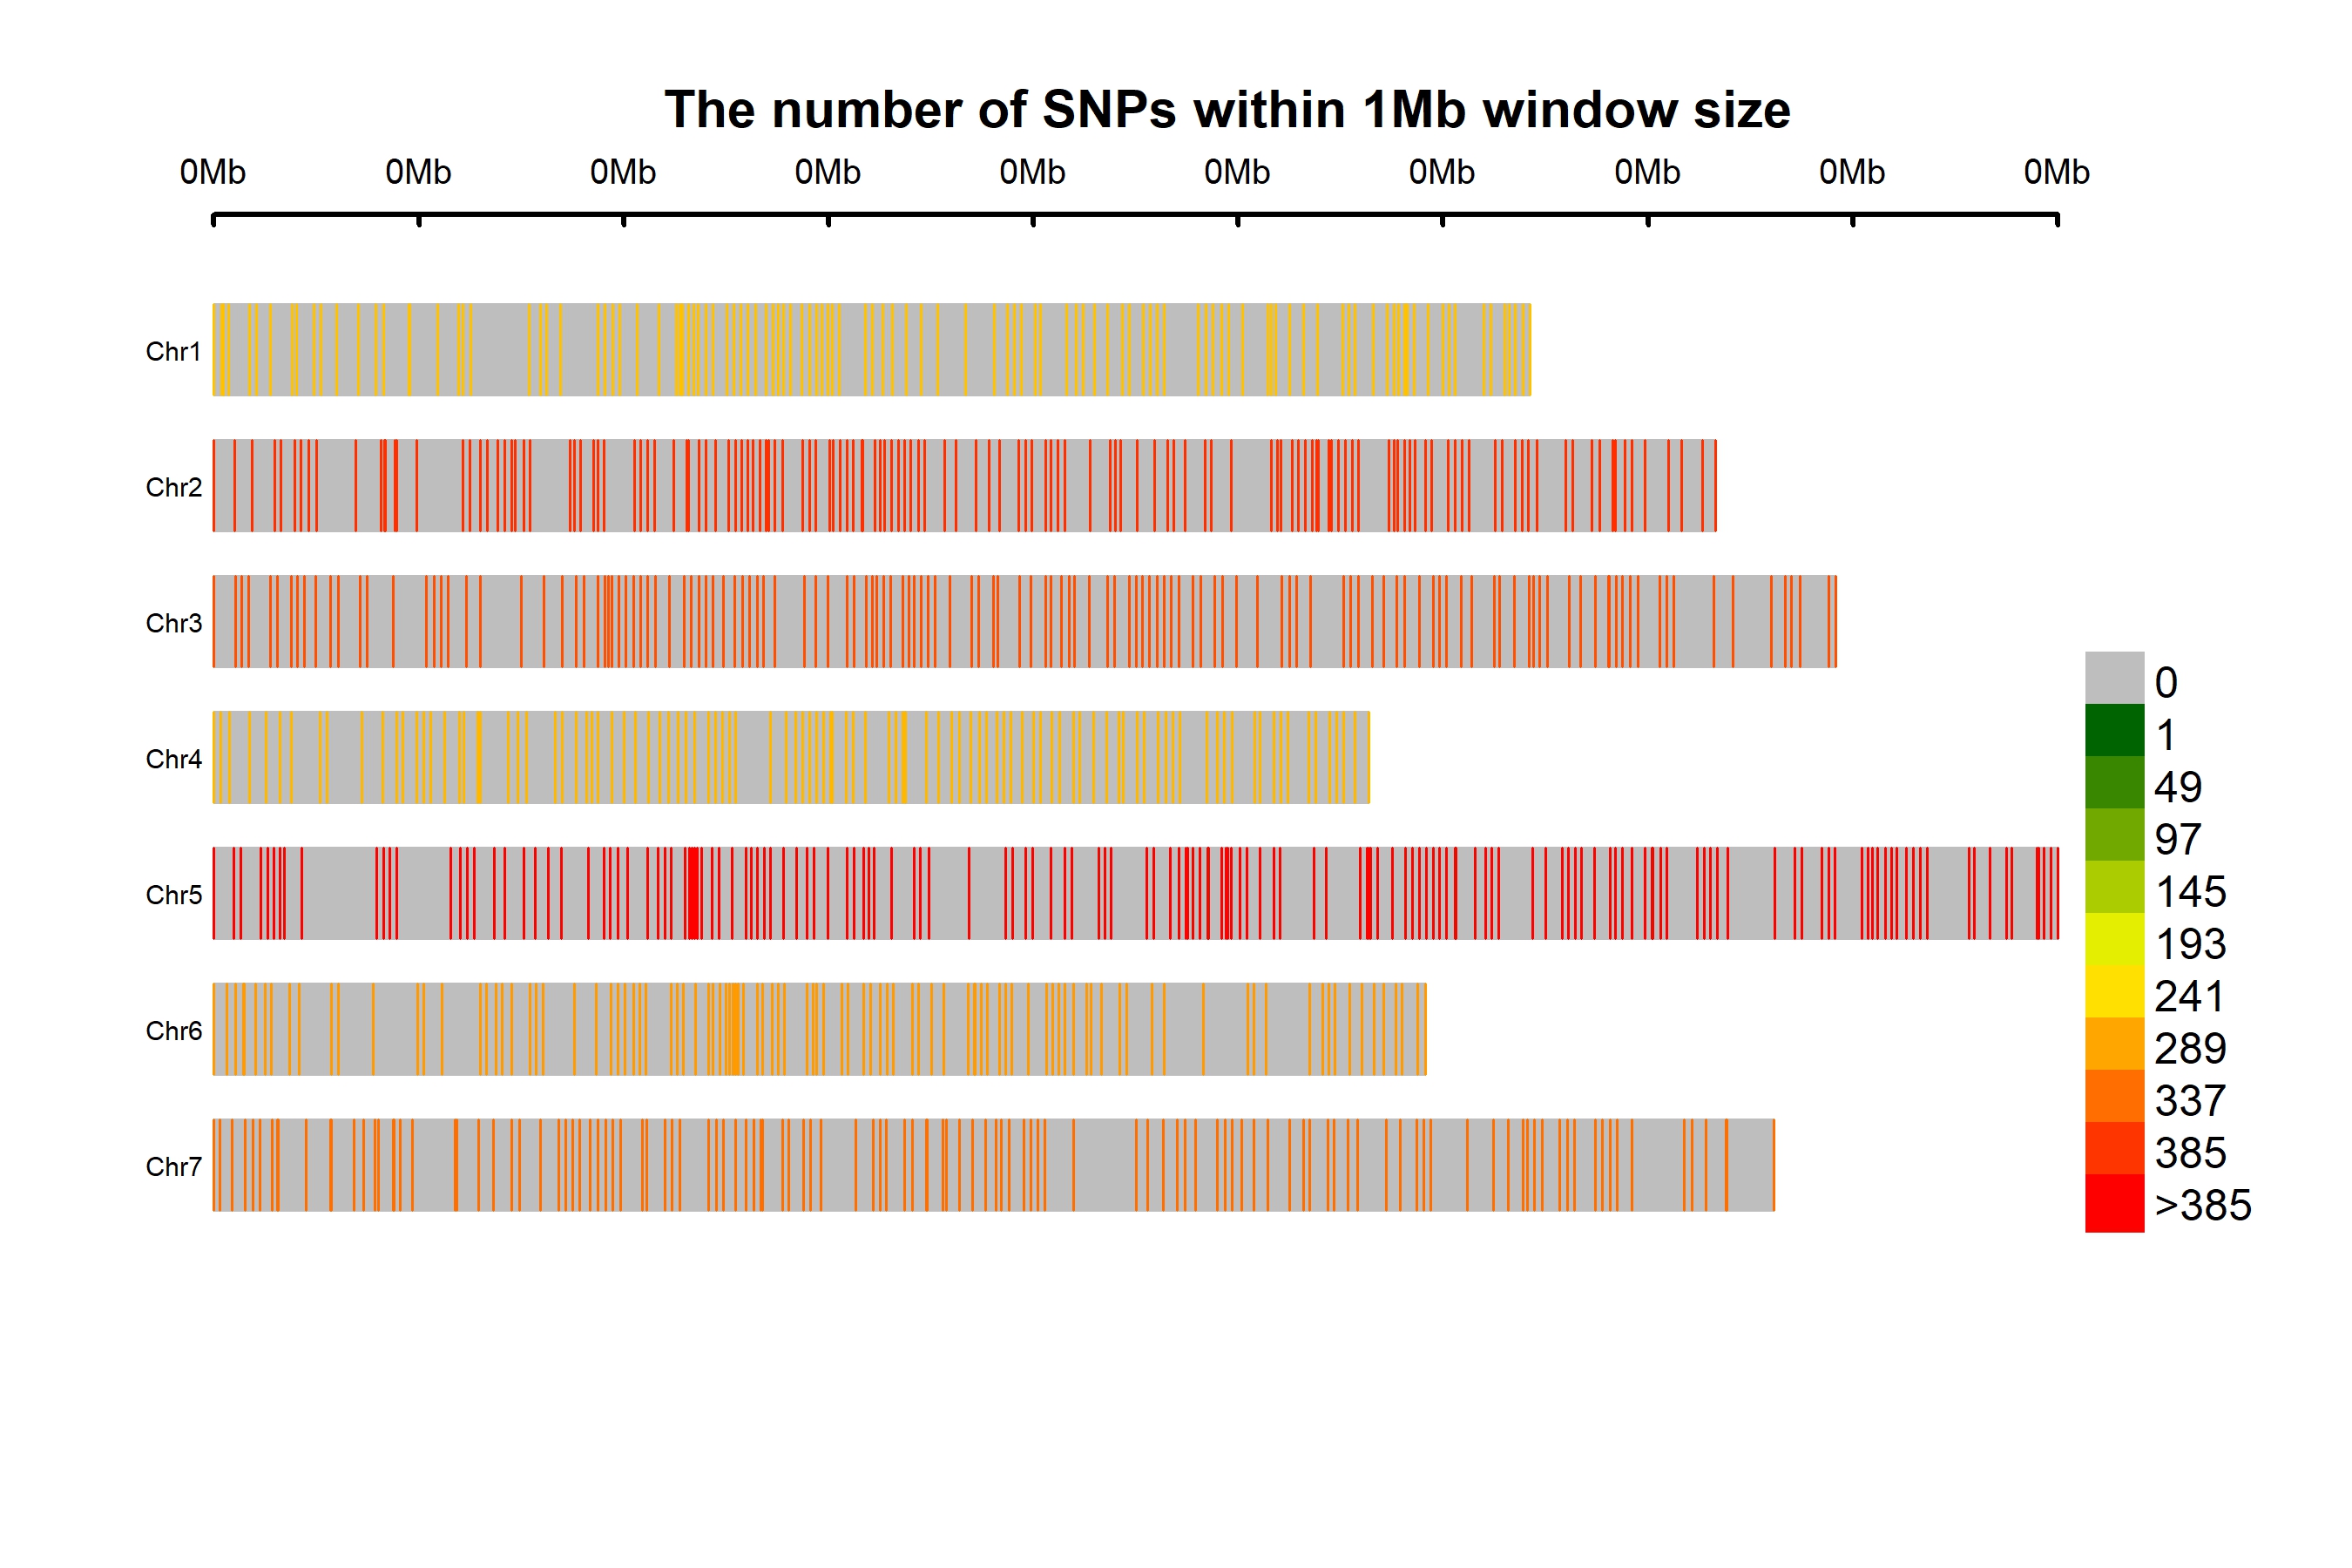 The number of SNPs within 1Mb window size
0Mb 0Mb 0Mb 0Mb 0Mb 0Mb 0Mb 0Mb 0Mb 0Mb
Chr1
Chr2
Chr3
Chr4
Chr5
Chr6
Chr7
0
1
49
97
145
193
241
289
337
385
>385